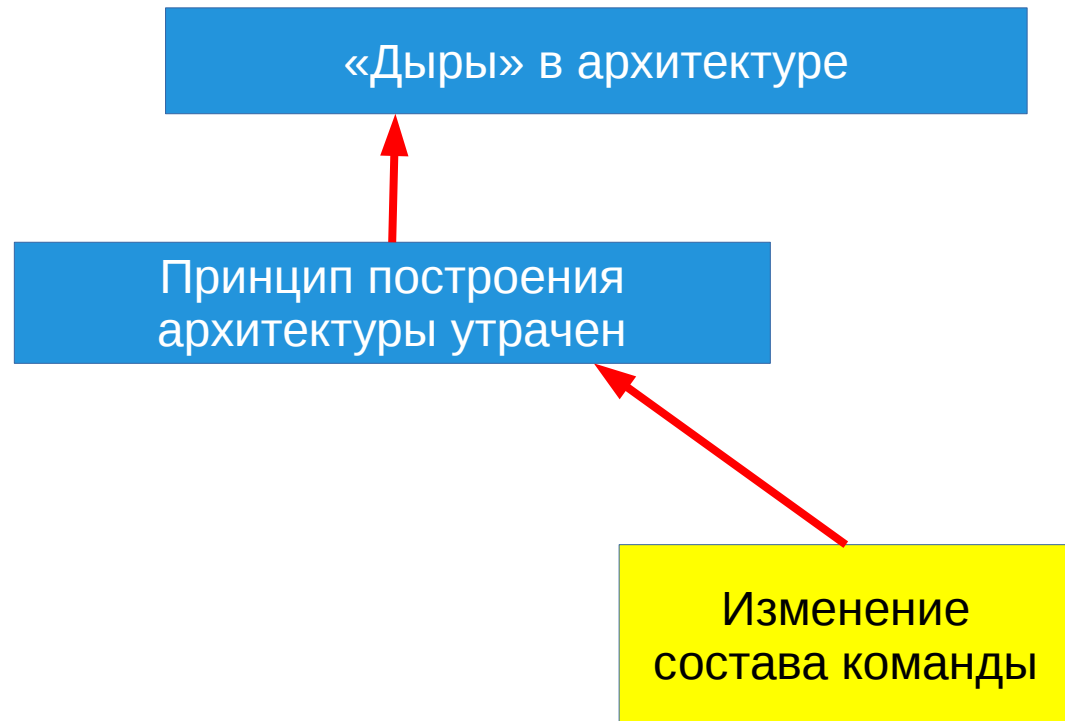 «Дыры» в архитектуре
Принцип построения
архитектуры утрачен
Изменение
состава команды